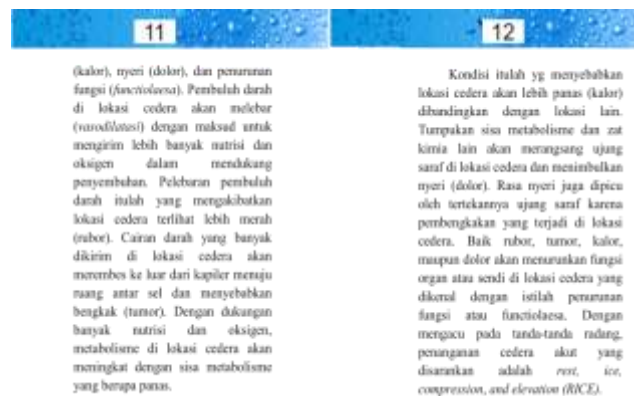 11
(kalor), nyeri (dolor), dan penurunan
fungsi (functiolaesa). Pembuluh darah
di lokasi cedera akan melebar
(vasodilatasi) dengan maksud untuk
mengirim lebih banyak nutrisi dan
oksigen dalam mendukung
penyembuhan. Pelebaran pembuluh
darah itulah yang mengakibatkan
lokasi cedera terlihat lebih merah
(rubor). Cairan darah yang banyak
dikirim di lokasi cedera akan
merembes ke luar dari kapiler menuju
ruang antar sel dan menyebabkan
bengkak (tumor). Dengan dukungan
banyak nutrisi dan oksigen,
metabolisme di lokasi cedera akan
meningkat dengan sisa metabolisme
yang berupa panas.
12
Kondisi itulah yg menyebabkan
lokasi cedera akan lebih panas (kalor)
dibandingkan dengan lokasi lain.
Tumpukan sisa metabolisme dan zat
kimia lain akan merangsang ujung
saraf di lokasi cedera dan menimbulkan
nyeri (dolor). Rasa nyeri juga dipicu
oleh tertekannya ujung saraf karena
pembengkakan yang terjadi di lokasi
cedera. Baik rubor, tumor, kalor,
maupun dolor akan menurunkan fungsi
organ atau sendi di lokasi cedera yang
dikenal dengan istilah penurunan
fungsi atau functiolaesa. Dengan
mengacu pada tanda-tanda radang,
penanganan cedera akut yang
disarankan adalah rest, ice,
compression, and elevation (RICE).